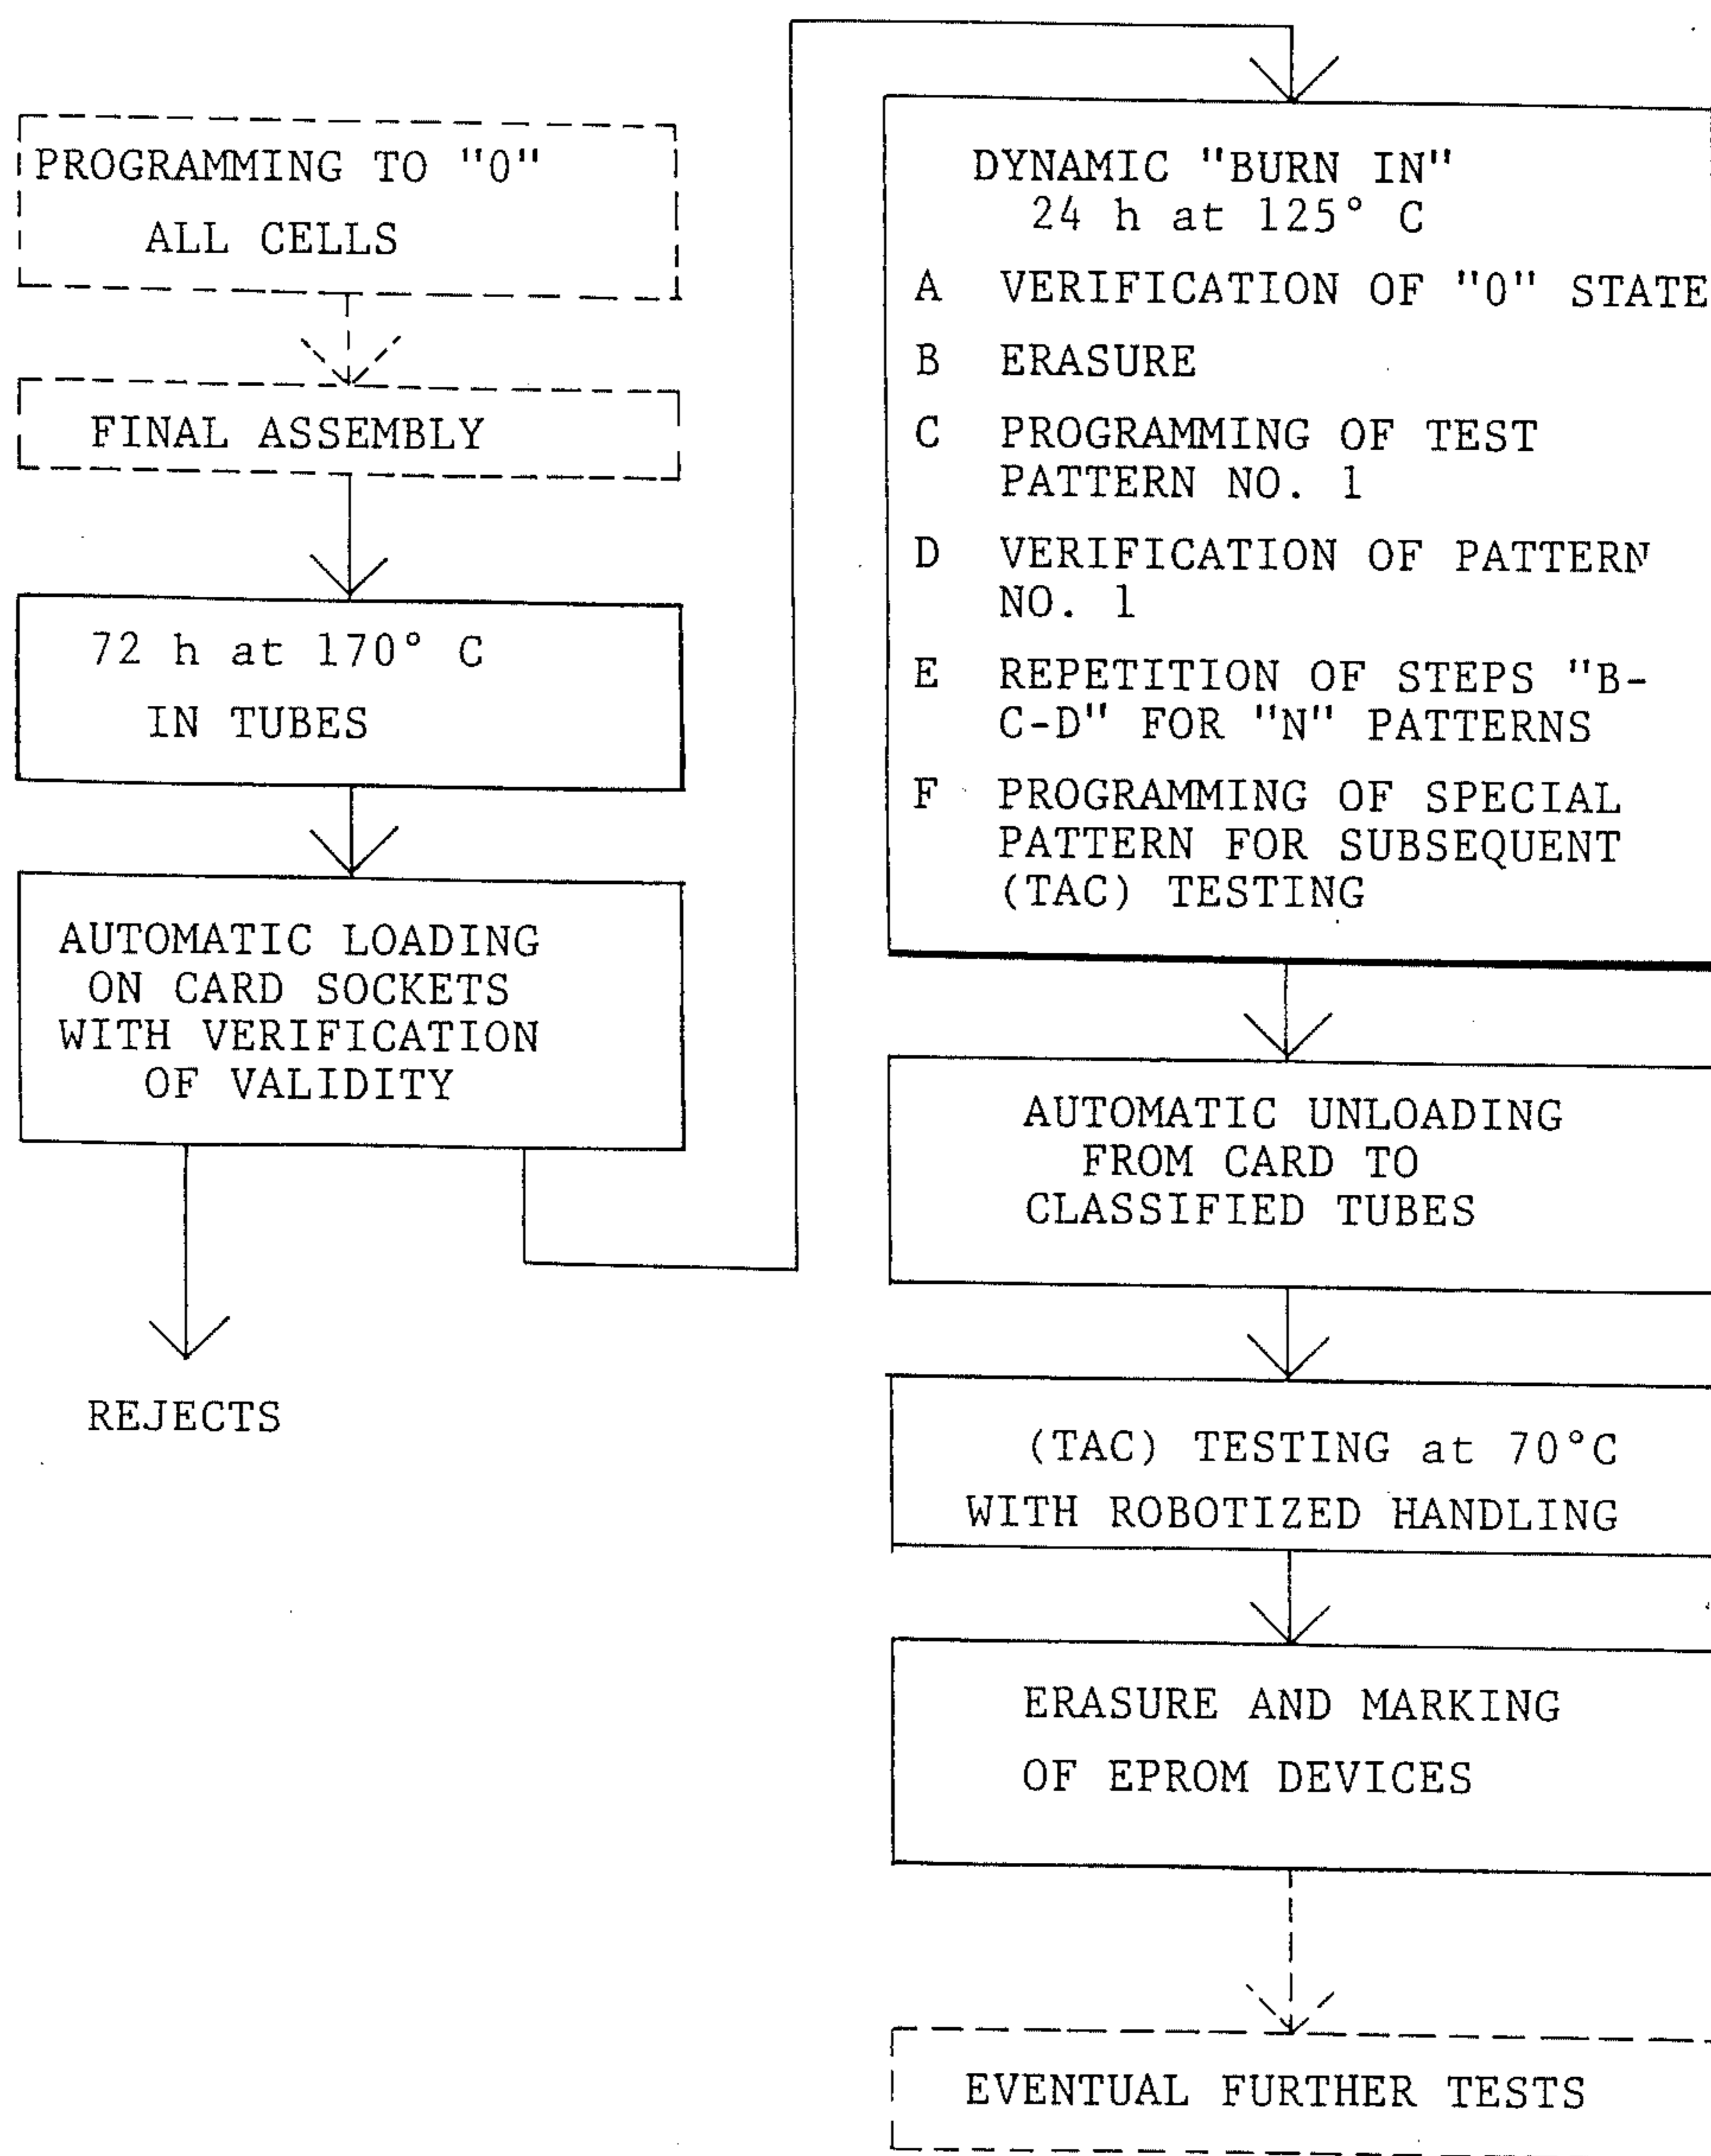 PROGRAMMING TO "0"
ALL CELLS
FINAL ASSEMBLY
72 h at 170° C
IN TUBES
AUTOMATIC LOADING
ON CARD SOCKETS
WITH VERIFICATION
OF VALIDITY
REJECTS
DYNAMIC "BURN IN"
24 h at 125° C
A VERIFICATION OF "0" STATE
B ERASURE
C PROGRAMMING OF TEST
PATTERN NO. 1
D VERIFICATION OF PATTERN
NO. 1
E REPETITION OF STEPS "B-
C-D" FOR "N" PATTERNS
F PROGRAMMING OF SPECIAL
PATTERN FOR SUBSEQUENT
(TAC) TESTING
AUTOMATIC UNLOADING
FROM CARD TO
CLASSIFIED TUBES
(TAC) TESTING at 70°C
WITH ROBOTIZED HANDLING
ERASURE AND MARKING
OF EPROM DEVICES
EVENTUAL FURTHER TESTS